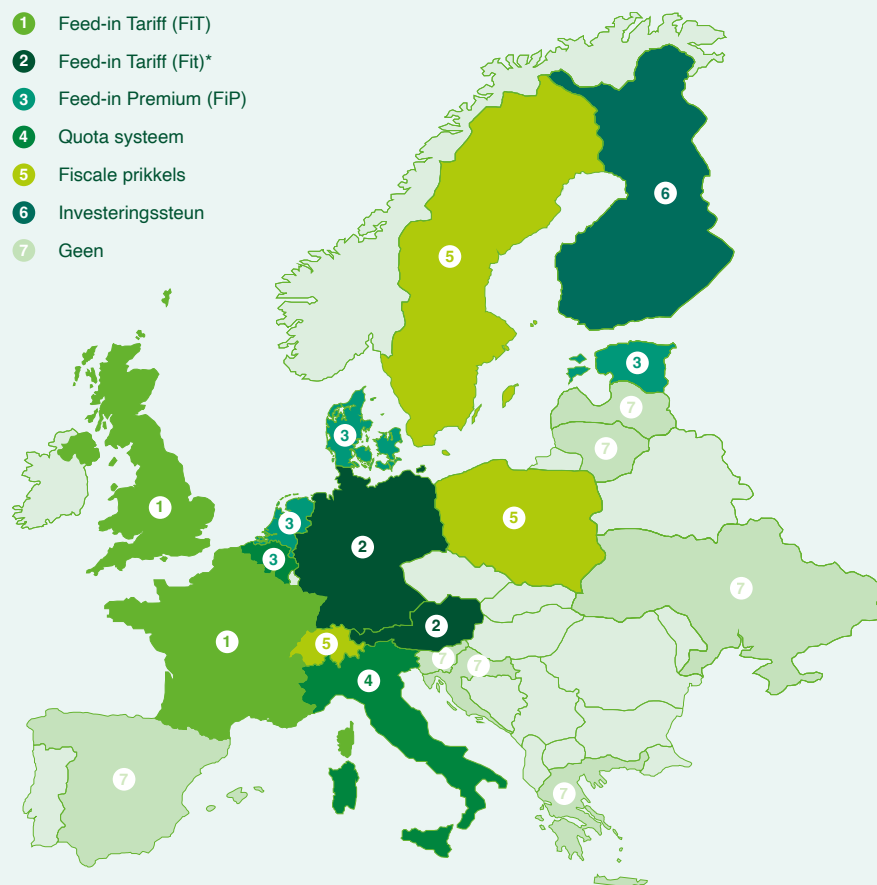 1 Feed-in Tariff (FiT)
2 Feed-in Tariff (Fit)*
3 Feed-in Premium (FiP)
4 Quota systeem
5 Fiscale prikkels
6 Investeringssteun
7 Geen
6
5
3
7
3
7
1
3
5
2
3
7
2
1
5
7
7
4
7
7